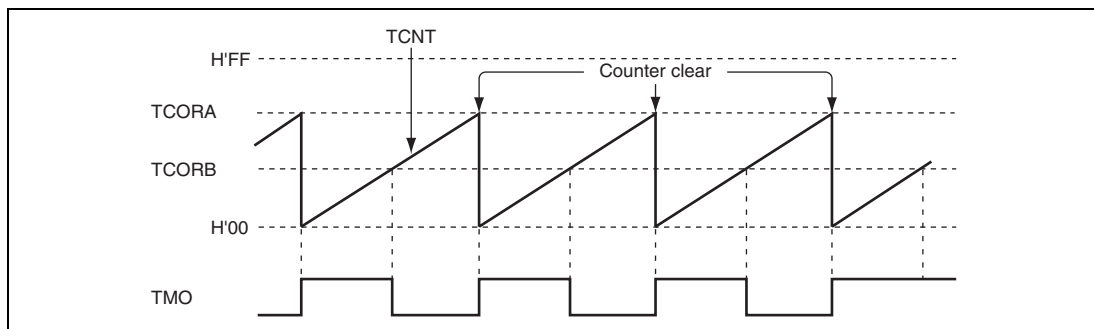 TCNT
H'FF
Counter clear
TCORA
TCORB
H'00
TMO